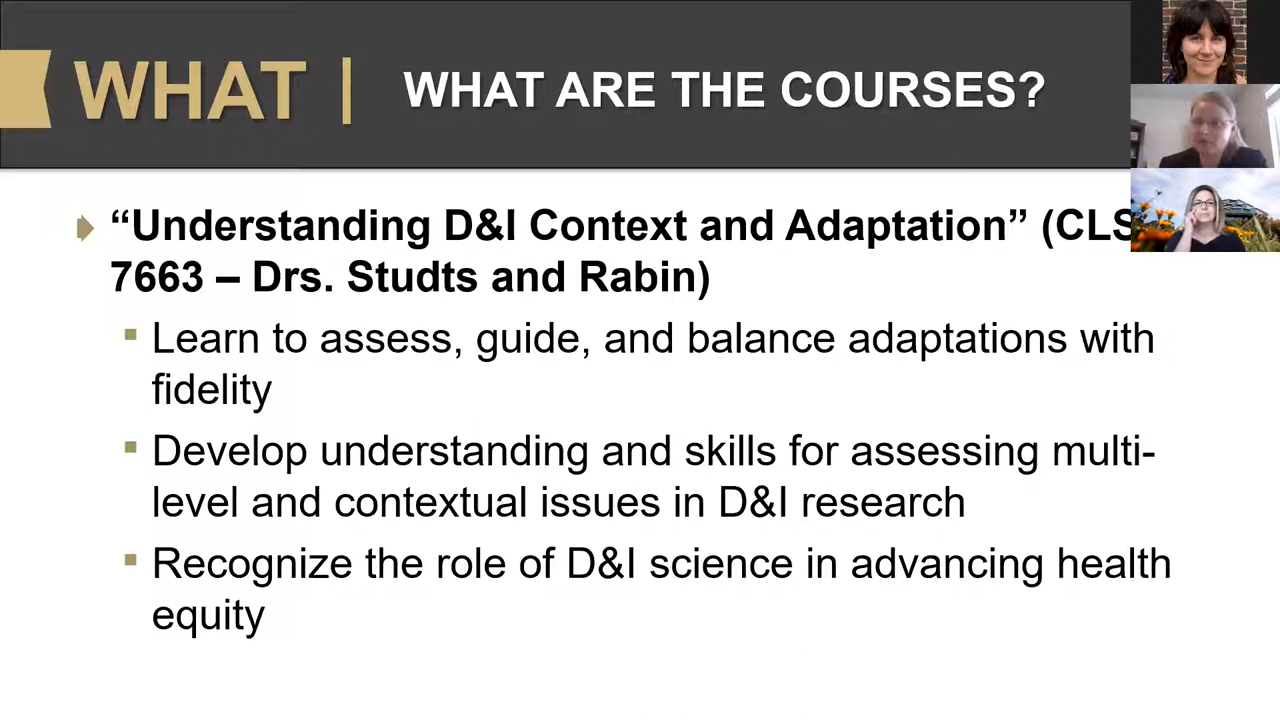 WHAT | WHAT ARE THE COURSES?
“Understanding D&I Context and Adaptation” (CLS
7663 – Drs. Studts and Rabin)
Learn to assess, guide, and balance adaptations with
fidelity
Develop understanding and skills for assessing multi-
level and contextual issues in D&I research
Recognize the role of D&I science in advancing health
equity